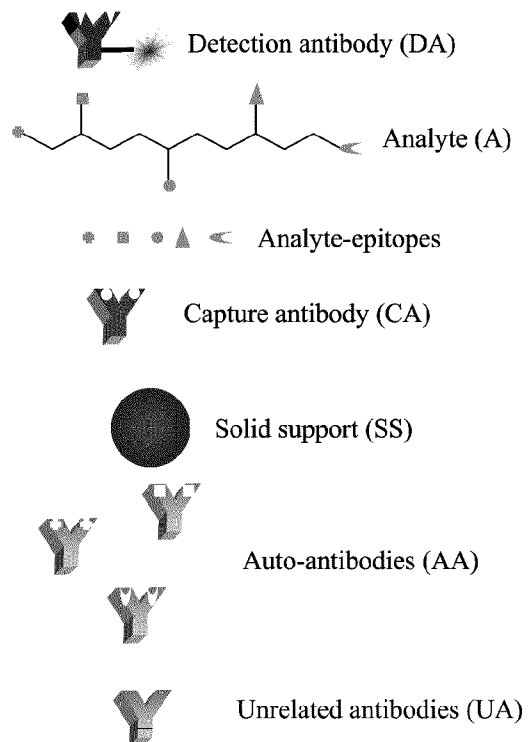 Detection antibody (DA)
Analyte (A)
Analyte-epitopes
Capture antibody (CA)
Solid support (SS)
Auto-antibodies (AA)
Unrelated antibodies (UA)